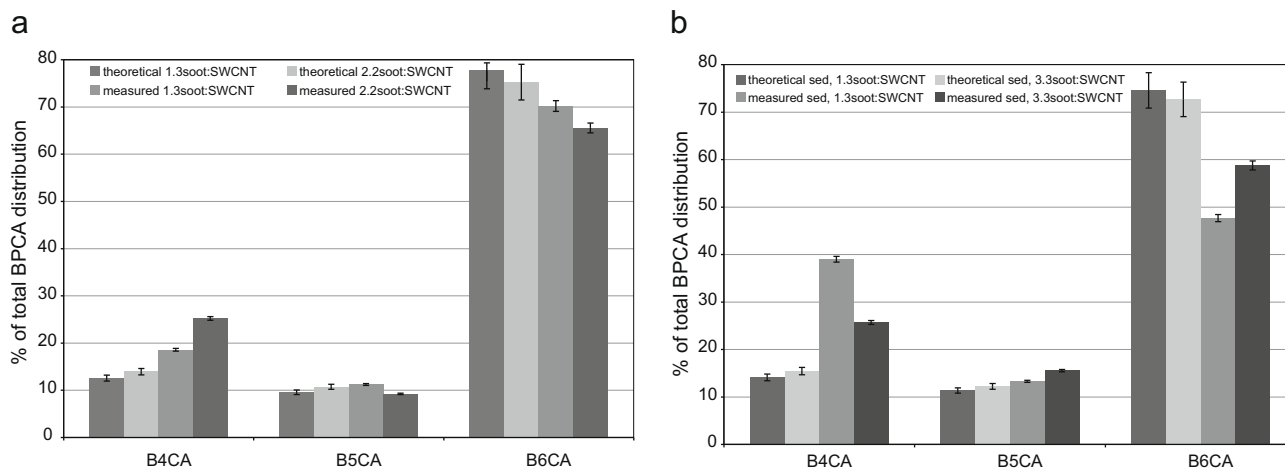 a
80
70
60
50
40
30
20
10
0
% of total BPCA distribution
theoretical 1.3soot:SWCNT
theoretical 2.2soot:SWCNT
measured 1.3soot:SWCNT
measured 2.2soot:SWCNT
B4CA
B5CA
B6CA
b
80
70
60
50
40
30
20
10
0
% of total BPCA distribution
theoretical sed, 1.3soot:SWCNT
theoretical sed, 3.3soot:SWCNT
measured sed, 1.3soot:SWCNT
measured sed, 3.3soot:SWCNT
B4CA
B5CA
B6CA